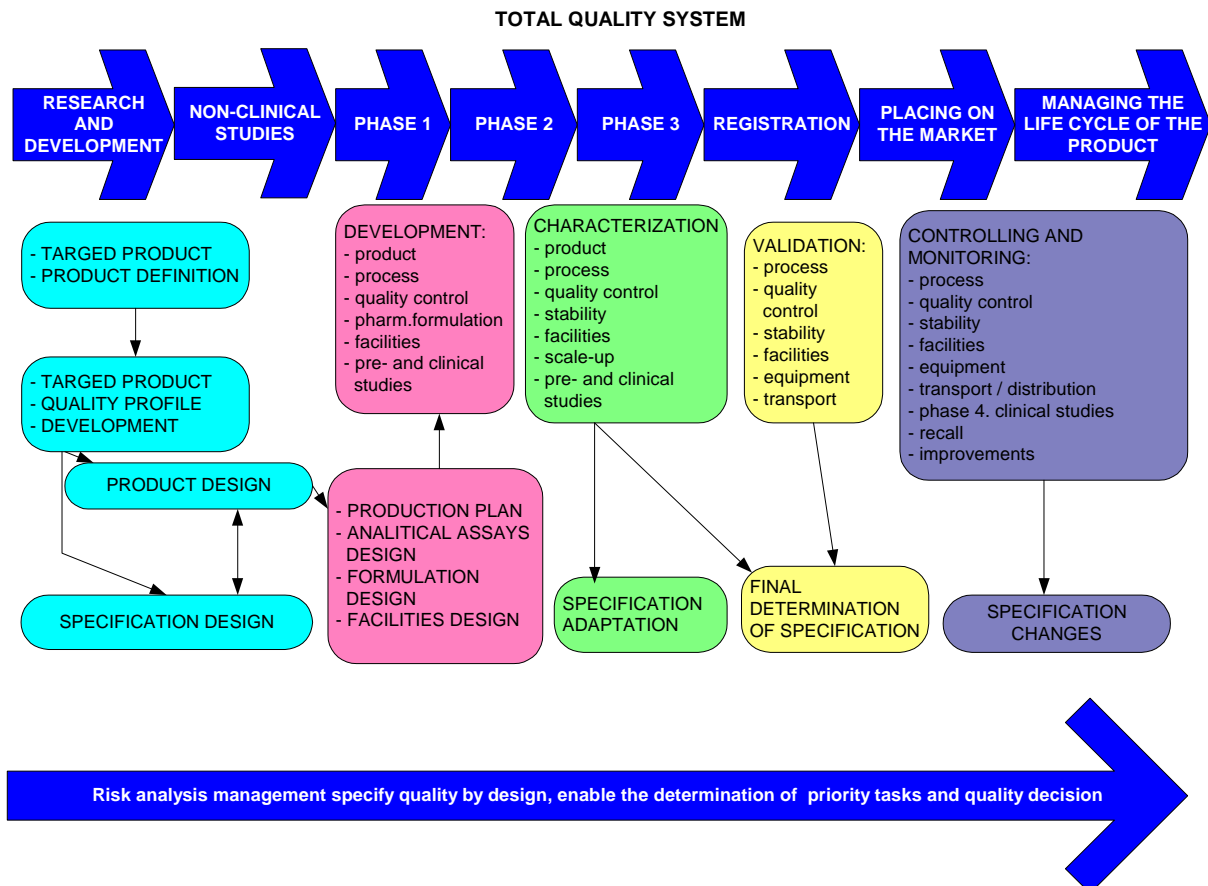 TOTAL QUALITY SYSTEM
RESEARCH
AND
DEVELOPMENT
NON-CLINICAL
STUDIES
PHASE 1
PHASE 2
PHASE 3
REGISTRATION
PLACING ON
THE MARKET
MANAGING THE
LIFE CYCLE OF THE
PRODUCT
- TARGED PRODUCT
- PRODUCT DEFINITION
- TARGED PRODUCT
- QUALITY PROFILE
- DEVELOPMENT
PRODUCT DESIGN
SPECIFICATION DESIGN
DEVELOPMENT:
- product
- process
- quality control
- pharm.formulation
- facilities
- pre- and clinical
studies
- PRODUCTION PLAN
- ANALITICAL ASSAYS
DESIGN
- FORMULATION
DESIGN
- FACILITIES DESIGN
CHARACTERIZATION
- product
- process
- quality control
- stability
- facilities
- scale-up
- pre- and clinical
studies
SPECIFICATION
ADAPTATION
VALIDATION:
- process
- quality
control
- stability
- facilities
- equipment
- transport
FINAL
DETERMINATION
OF SPECIFICATION
CONTROLLING AND
MONITORING:
- process
- quality control
- stability
- facilities
- equipment
- transport / distribution
- phase 4. clinical studies
- recall
- improvements
SPECIFICATION
CHANGES
Risk analysis management specify quality by design, enable the determination of priority tasks and quality decision